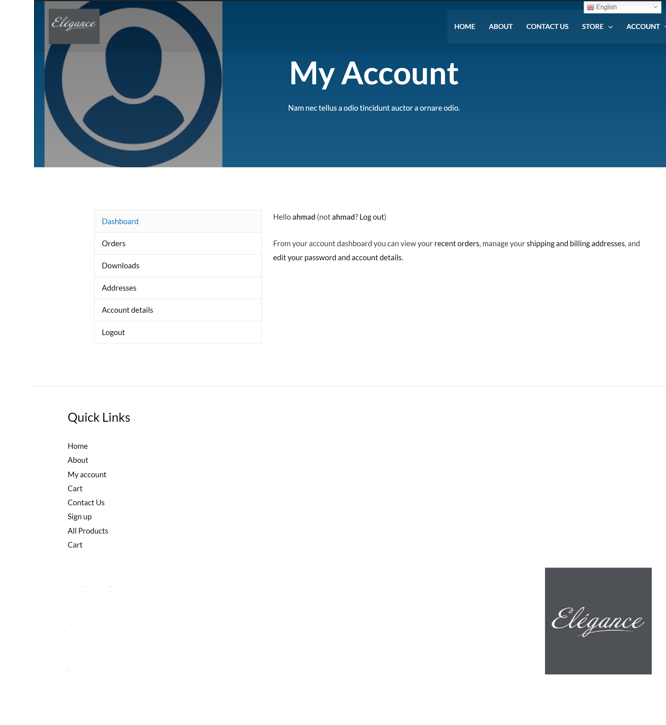 English
Elégance
HOME ABOUT CONTACT US STORE ACCOUNT
My Account
Nam nec tellus a odio tincidunt auctor a ornare odio.
Dashboard
Orders
Downloads
Addresses
Account details
Logout
Hello ahmad (not ahmad? Log out)
From your account dashboard you can view your recent orders, manage your shipping and billing addresses, and
edit your password and account details.
Quick Links
Home
About
My account
Cart
Contact Us
Sign up
All Products
Cart
Elégance